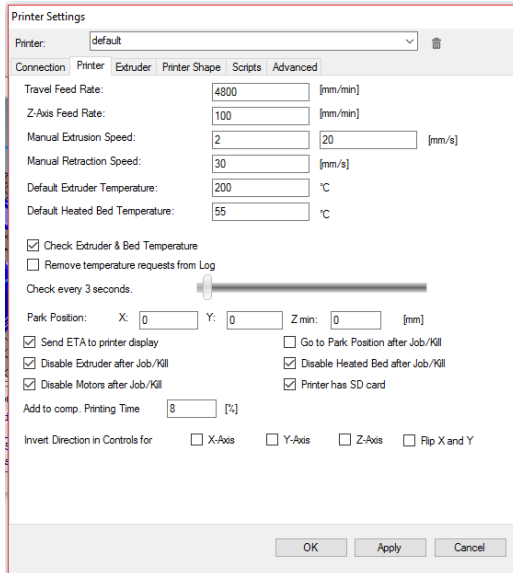 Printer Settings
Printer: default
Connection Printer Extruder Printer Shape Scripts Advanced
Travel Feed Rate: 4800 [mm/min]
Z-Axis Feed Rate: 100 [mm/min]
Manual Extrusion Speed: 2 20 [mm/s]
Manual Retraction Speed: 30 [mm/s]
Default Extruder Temperature: 200 °C
Default Heated Bed Temperature: 55 °C
Check Extruder & Bed Temperature
Remove temperature requests from Log
Check every 3 seconds.
Park Position: X: 0 Y: 0 Z min: 0 [mm]
Send ETA to printer display Go to Park Position after Job/Kill
Disable Extruder after Job/Kill Disable Heated Bed after Job/Kill
Disable Motors after Job/Kill Printer has SD card
Add to comp. Printing Time 8 [%]
Invert Direction in Controls for X-Axis Y-Axis Z-Axis Flip X and Y
OK Apply Cancel